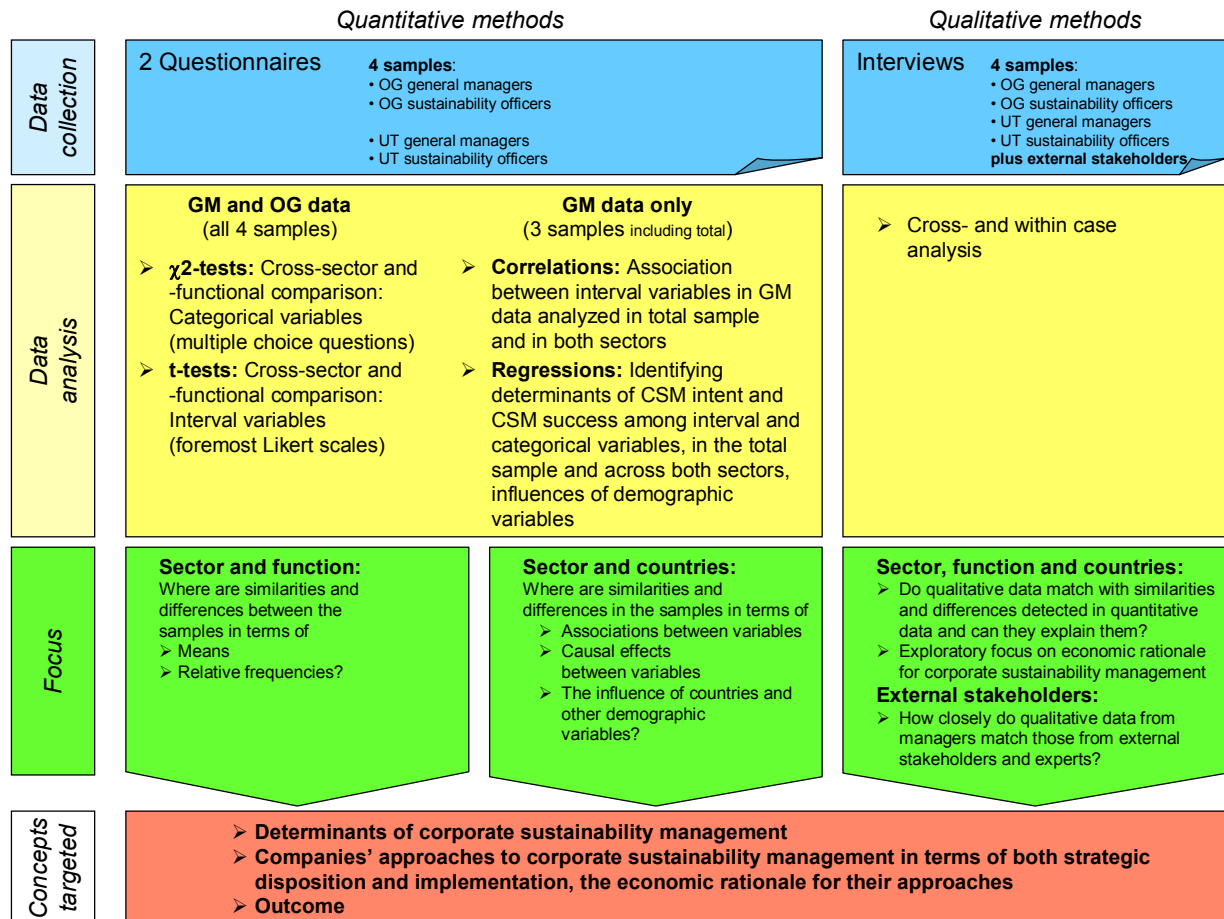 Quantitative methods
Qualitative methods
Data
collection
2 Questionnaires
4 samples:
• OG general managers
• OG sustainability officers
• UT general managers
• UT sustainability officers
Interviews
4 samples:
• OG general managers
• OG sustainability officers
• UT general managers
• UT sustainability officers
plus external stakeholders
Data
analysis
GM and OG data
(all 4 samples)
➢ χ2-tests: Cross-sector and
-functional comparison:
Categorical variables
(multiple choice questions)
➢ t-tests: Cross-sector and
-functional comparison:
Interval variables
(foremost Likert scales)
GM data only
(3 samples including total)
➢ Correlations: Association
between interval variables in GM
data analyzed in total sample
and in both sectors
➢ Regressions: Identifying
determinants of CSM intent and
CSM success among interval and
categorical variables, in the total
sample and across both sectors,
influences of demographic
variables
➢ Cross- and within case
analysis
Focus
Sector and function:
Where are similarities and
differences between the
samples in terms of
➢ Means
➢ Relative frequencies?
Sector and countries:
Where are similarities and
differences in the samples in terms of
➢ Associations between variables
➢ Causal effects
between variables
➢ The influence of countries and
other demographic
variables?
Sector, function and countries:
➢ Do qualitative data match with similarities
and differences detected in quantitative
data and can they explain them?
➢ Exploratory focus on economic rationale
for corporate sustainability management
External stakeholders:
➢ How closely do qualitative data from
managers match those from external
stakeholders and experts?
Concepts
targeted
➢ Determinants of corporate sustainability management
➢ Companies’ approaches to corporate sustainability management in terms of both strategic
disposition and implementation, the economic rationale for their approaches
➢ Outcome